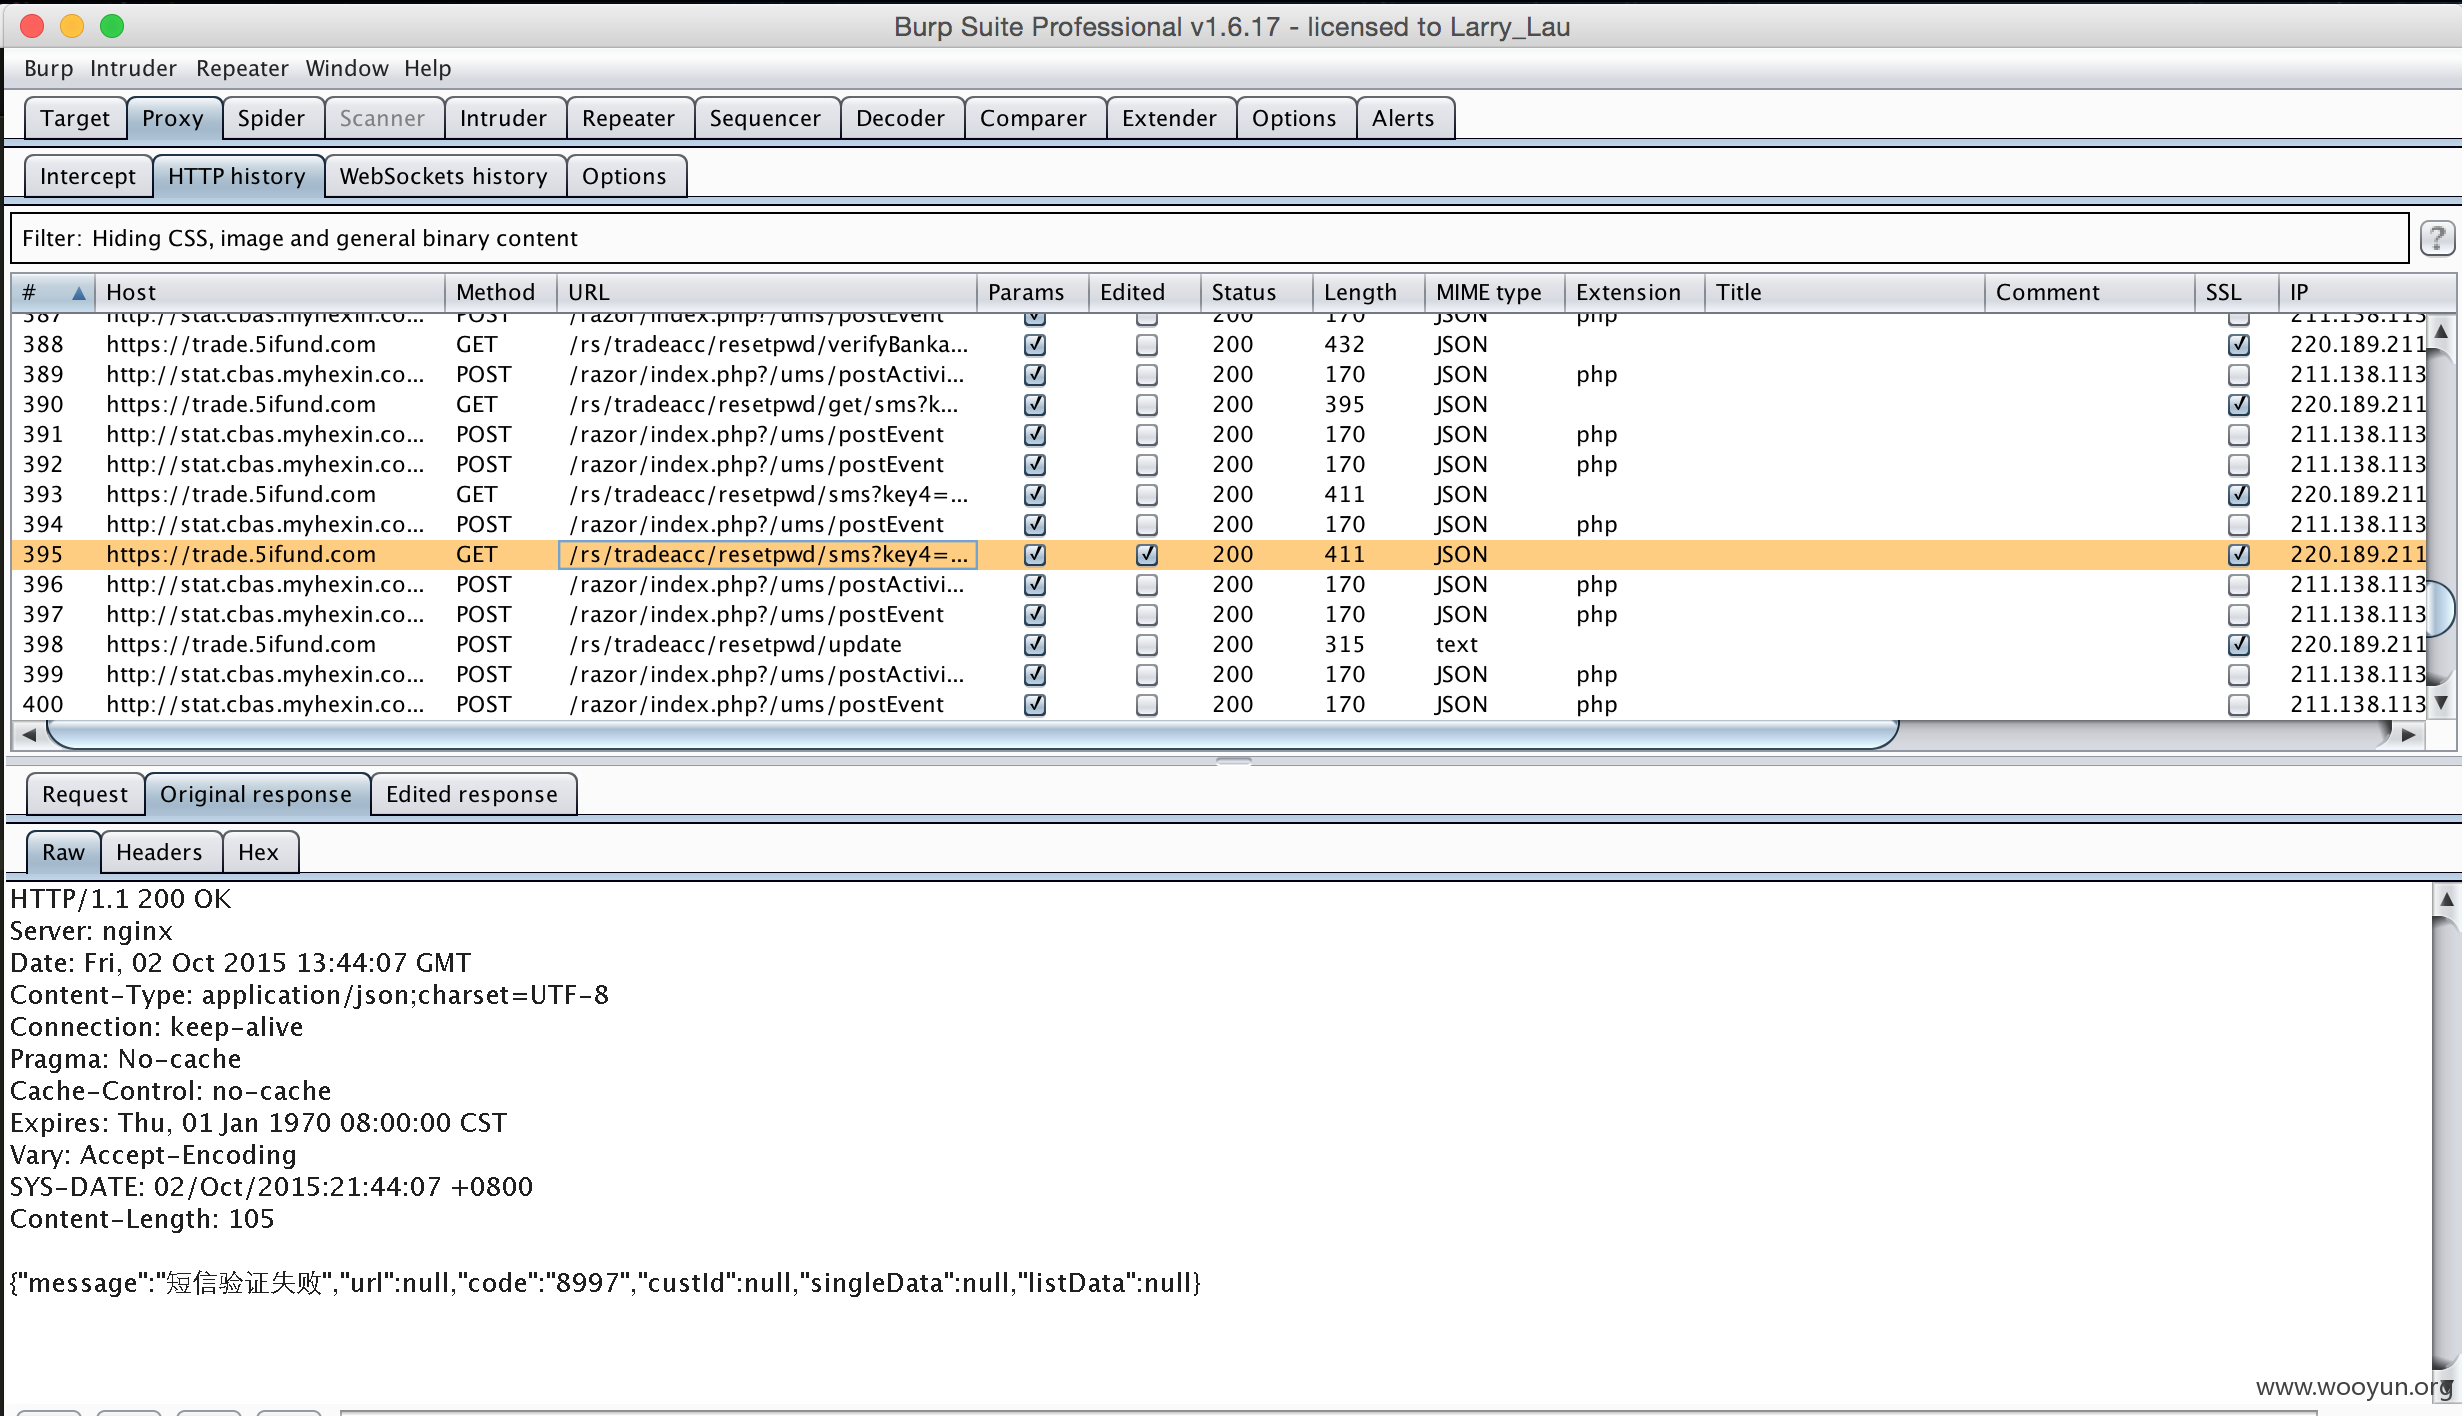 Burp Suite Professional v1.6.17 - licensed to Larry_Lau
Burp Intruder Repeater Window Help
Target Proxy Spider Scanner Intruder Repeater Sequencer Decoder Comparer Extender Options Alerts
Intercept HTTP history WebSockets history Options
Filter: Hiding CSS, image and general binary content ?
# Host Method URL Params Edited Status Length MIME type Extension Title Comment SSL IP
387 http://stat.cbas.myhexin.co... POST /razor/index.php?/ums/postEvent 200 170 JSON php 211.138.113
388 https://trade.5ifund.com GET /rs/tradeacc/resetpwd/verifyBanka... 200 432 JSON 220.189.211
389 http://stat.cbas.myhexin.co... POST /razor/index.php?/ums/postActivi... 200 170 JSON php 211.138.113
390 https://trade.5ifund.com GET /rs/tradeacc/resetpwd/get/sms?k... 200 395 JSON 220.189.211
391 http://stat.cbas.myhexin.co... POST /razor/index.php?/ums/postEvent 200 170 JSON php 211.138.113
392 http://stat.cbas.myhexin.co... POST /razor/index.php?/ums/postEvent 200 170 JSON php 211.138.113
393 https://trade.5ifund.com GET /rs/tradeacc/resetpwd/sms?key4=... 200 411 JSON 220.189.211
394 http://stat.cbas.myhexin.co... POST /razor/index.php?/ums/postEvent 200 170 JSON php 211.138.113
395 https://trade.5ifund.com GET /rs/tradeacc/resetpwd/sms?key4=... 200 411 JSON 220.189.211
396 http://stat.cbas.myhexin.co... POST /razor/index.php?/ums/postActivi... 200 170 JSON php 211.138.113
397 http://stat.cbas.myhexin.co... POST /razor/index.php?/ums/postEvent 200 170 JSON php 211.138.113
398 https://trade.5ifund.com POST /rs/tradeacc/resetpwd/update 200 315 text 220.189.211
399 http://stat.cbas.myhexin.co... POST /razor/index.php?/ums/postActivi... 200 170 JSON php 211.138.113
400 http://stat.cbas.myhexin.co... POST /razor/index.php?/ums/postEvent 200 170 JSON php 211.138.113
Request Original response Edited response
Raw Headers Hex
HTTP/1.1 200 OK
Server: nginx
Date: Fri, 02 Oct 2015 13:44:07 GMT
Content-Type: application/json;charset=UTF-8
Connection: keep-alive
Pragma: No-cache
Cache-Control: no-cache
Expires: Thu, 01 Jan 1970 08:00:00 CST
Vary: Accept-Encoding
SYS-DATE: 02/Oct/2015:21:44:07 +0800
Content-Length: 105
{"message":"短信验证失败","url":null,"code":"8997","custId":null,"singleData":null,"listData":null}
www.wooyun.org